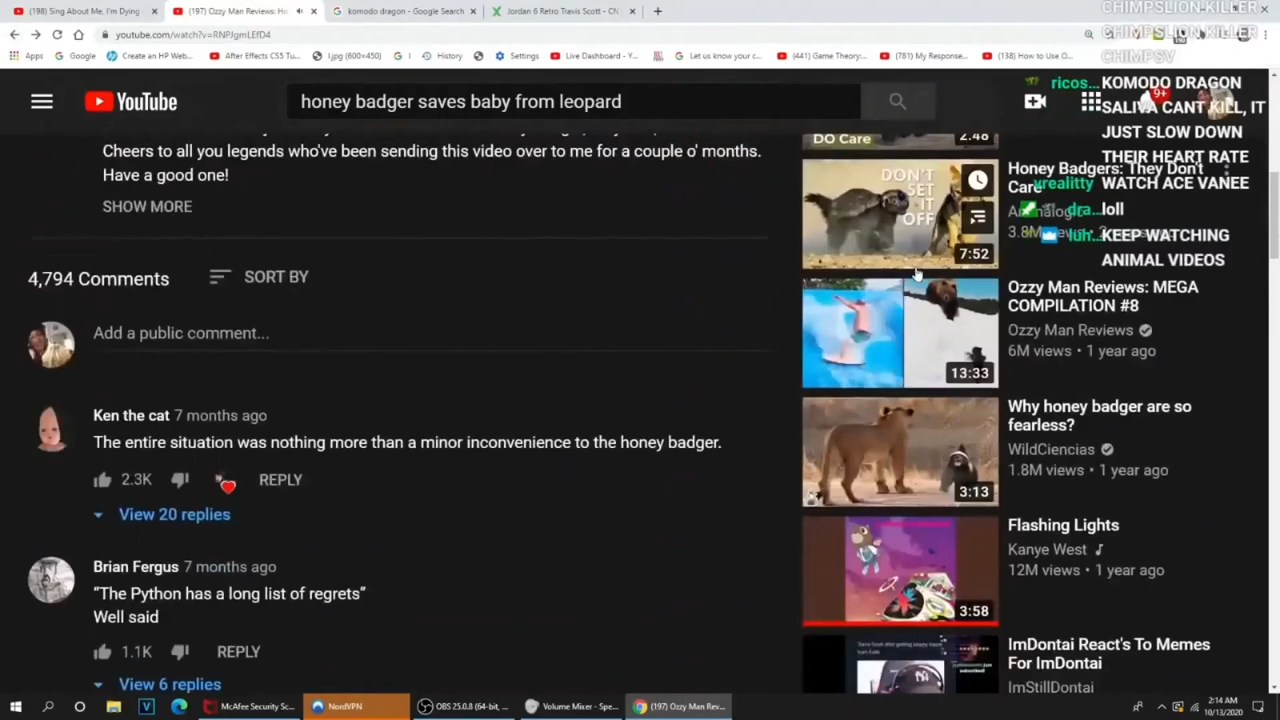 (198) Sing About Me, I'm Dying
(197) Ozzy Man Reviews: Ho
komodo dragon - Google Search
Jordan 6 Retro Travis Scott - CN
youtube.com/watch?v=RNPJgmLEfD4
Apps
Google
Create an HP Web...
After Effects CS5 Tu...
l.jpg (600×450)
History
Settings
Live Dashboard - Y...
Let us know your c...
(441) Game Theory:...
(781) My Response...
(138) How to Use O...
CHIMPSLION KILLER
CHIMPSLION KILLER
CHIMPSV
ricos... KOMODO DRAGON
SALIVA CANT KILL, IT
JUST SLOW DOWN
THEIR HEART RATE
vrealitty WATCH ACE VANEE
dra... loll
luh... KEEP WATCHING
ANIMAL VIDEOS
YouTube
honey badger saves baby from leopard
9+
Cheers to all you legends who've been sending this video over to me for a couple o' months.
Have a good one!
SHOW MORE
4,794 Comments
SORT BY
Add a public comment...
Ken the cat 7 months ago
The entire situation was nothing more than a minor inconvenience to the honey badger.
2.3K
REPLY
View 20 replies
Brian Fergus 7 months ago
“The Python has a long list of regrets”
Well said
1.1K
REPLY
View 6 replies
DO Care
2:48
DON'T
SET
IT
OFF
7:52
Honey Badgers: They Don't
Care
Ozzy Man Reviews: MEGA
COMPILATION #8
Ozzy Man Reviews
6M views • 1 year ago
13:33
Why honey badger are so
fearless?
WildCiencias
1.8M views • 1 year ago
3:13
Flashing Lights
Kanye West
12M views • 1 year ago
3:58
ImDontai React's To Memes
For ImDontai
ImStillDontai
McAfee Security Sc...
NordVPN
OBS 25.0.8 (64-bit, ...
Volume Mixer - Spe...
(197) Ozzy Man Rev...
2:14 AM
10/13/2020